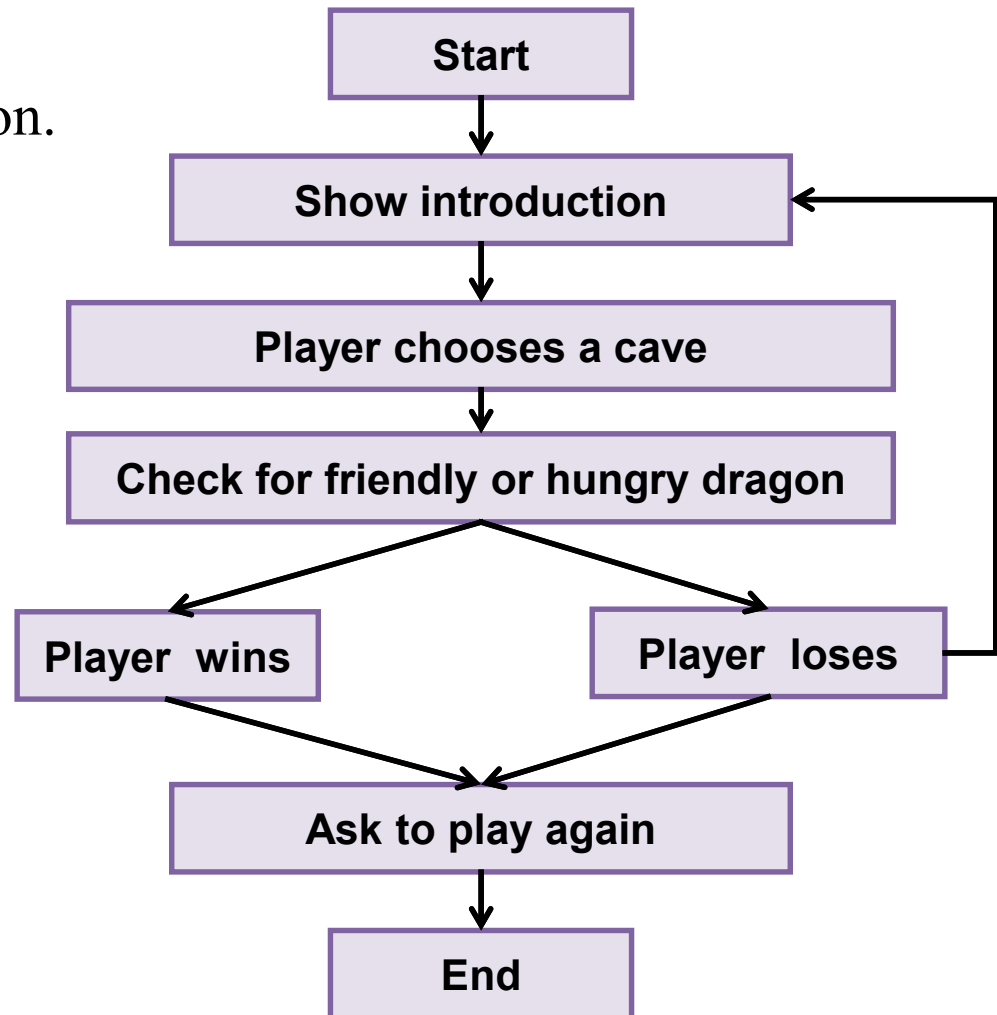 Start
on.
Show introduction
Player chooses a cave
Check for friendly or hungry dragon
Player wins
Player loses
Ask to play again
End